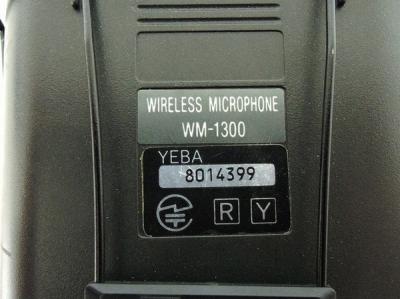 WIRELESS MICROPHONE
WM-1300
YEBA
8014399
R Y